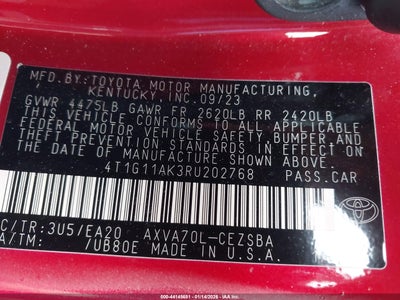 MFD.BY:TOYOTA MOTOR MANUFACTURING,
KENTUCKY INC.09/23
GVWR 4475LB GAWR FR 2620LB RR 2420LB
THIS VEHICLE CONFORMS TO ALL APPLICABLE
FEDERAL MOTOR VEHICLE SAFETY, BUMPER, AND
THEFT PREVENTION STANDARDS IN EFFECT ON THE
DATE OF MANUFACTURE SHOWN ABOVE.
4T1G11AK3RU202768 PASS.CAR
C/TR:3U5/EA20 AXVA70L-CEZSBA
A/TM: /UB80E MADE IN U.S.A.
TOYOTA
000-44145681 - 01/14/2026 - IAA Inc.